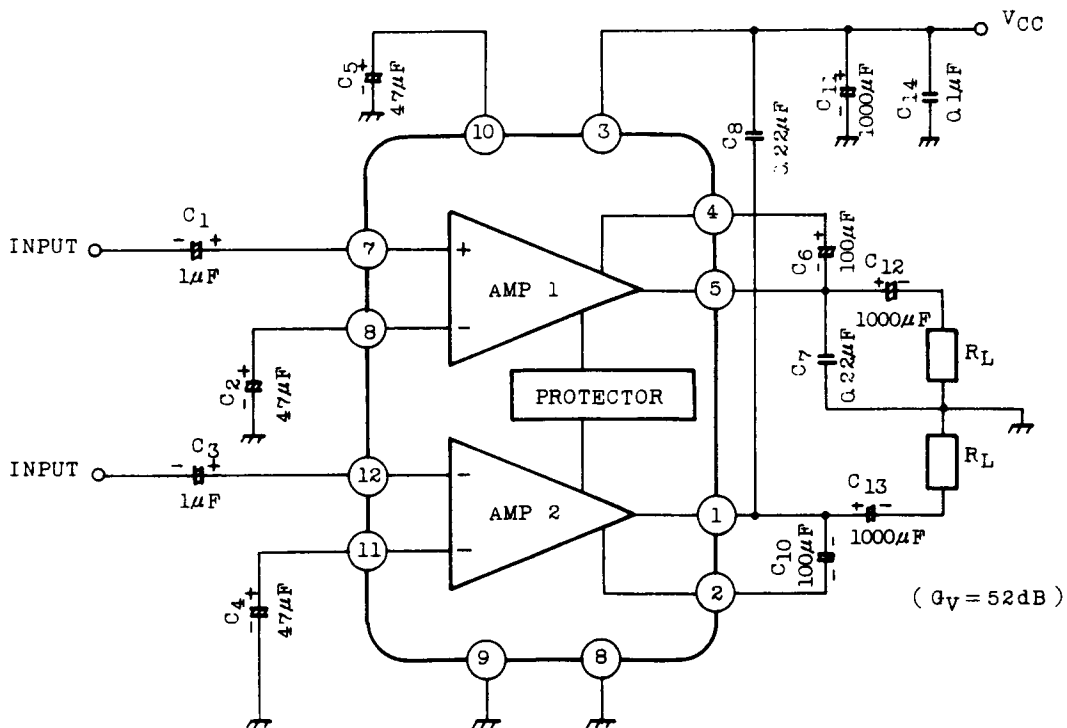 VCC
C5
+
-
47μF
10
3
C8
0.22μF
C11
+
-
1000μF
C14
0.1μF
C1
INPUT
- +
1μF
7
+
AMP 1
4
5
+
C6
-
100μF
C12
+ -
1000μF
8
-
C2
+
-
47μF
PROTECTOR
C7
0.22μF
RL
INPUT
C3
- +
1μF
12
-
AMP 2
1
RL
C13
+ -
1000μF
11
-
C4
+
-
47μF
C10
100μF
-
-
2
(GV=52dB)
9
8